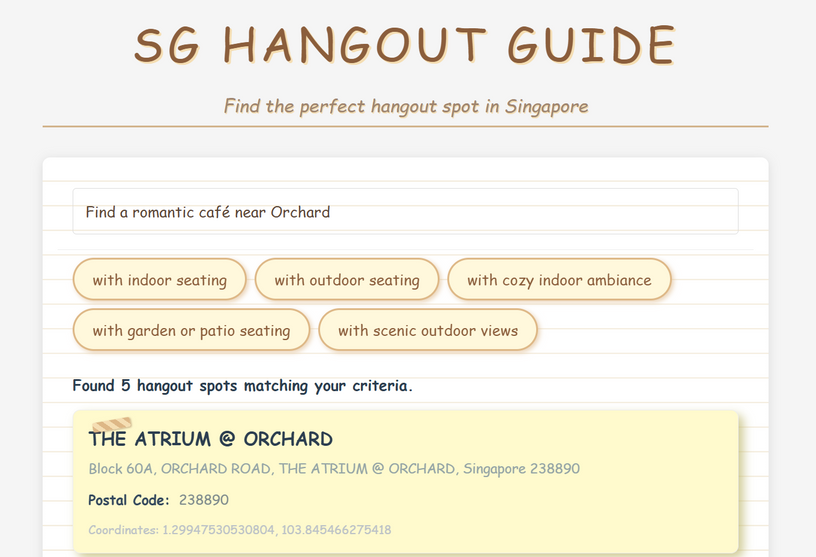 SG HANGOUT GUIDE
Find the perfect hangout spot in Singapore
Find a romantic café near Orchard
with indoor seating
with outdoor seating
with cozy indoor ambiance
with garden or patio seating
with scenic outdoor views
Found 5 hangout spots matching your criteria.
THE ATRIUM @ ORCHARD
Block 60A, ORCHARD ROAD, THE ATRIUM @ ORCHARD, Singapore 238890
Postal Code: 238890
Coordinates: 1.29947530530804, 103.845466275418